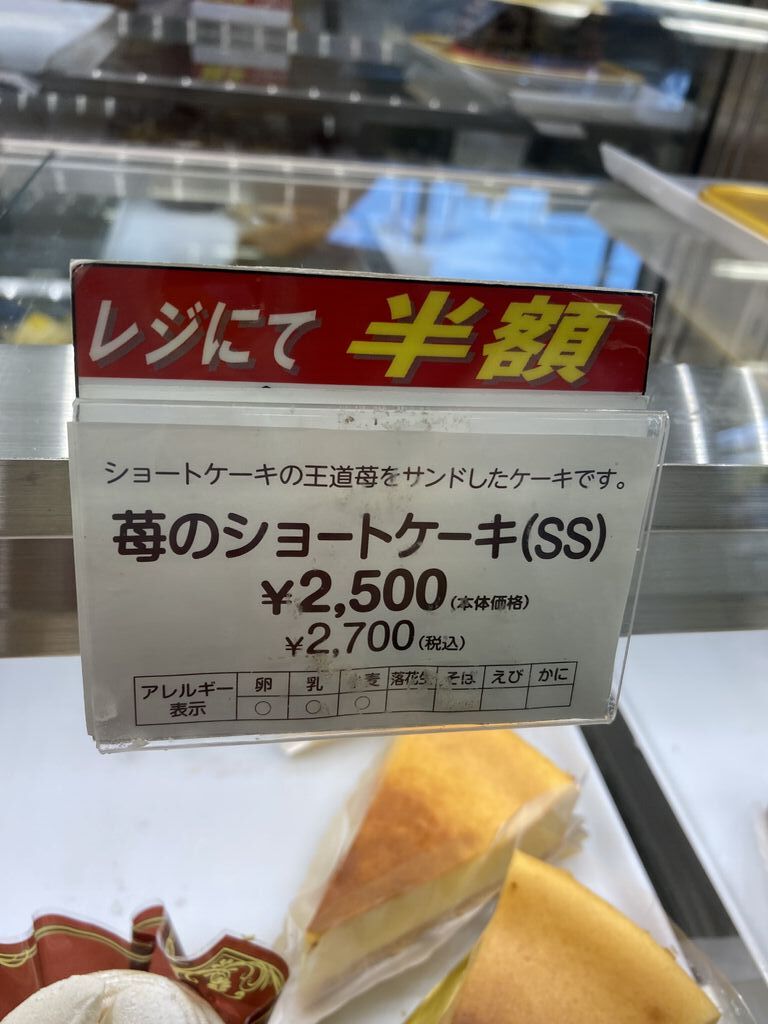 レジにて 半額
ショートケーキの王道苺をサンドしたケーキです。
苺のショートケーキ(SS)
¥2,500(本体価格)
¥2,700(税込)
アレルギー表示 卵 乳 小麦 落花生 そば えび かに
○ ○ ○